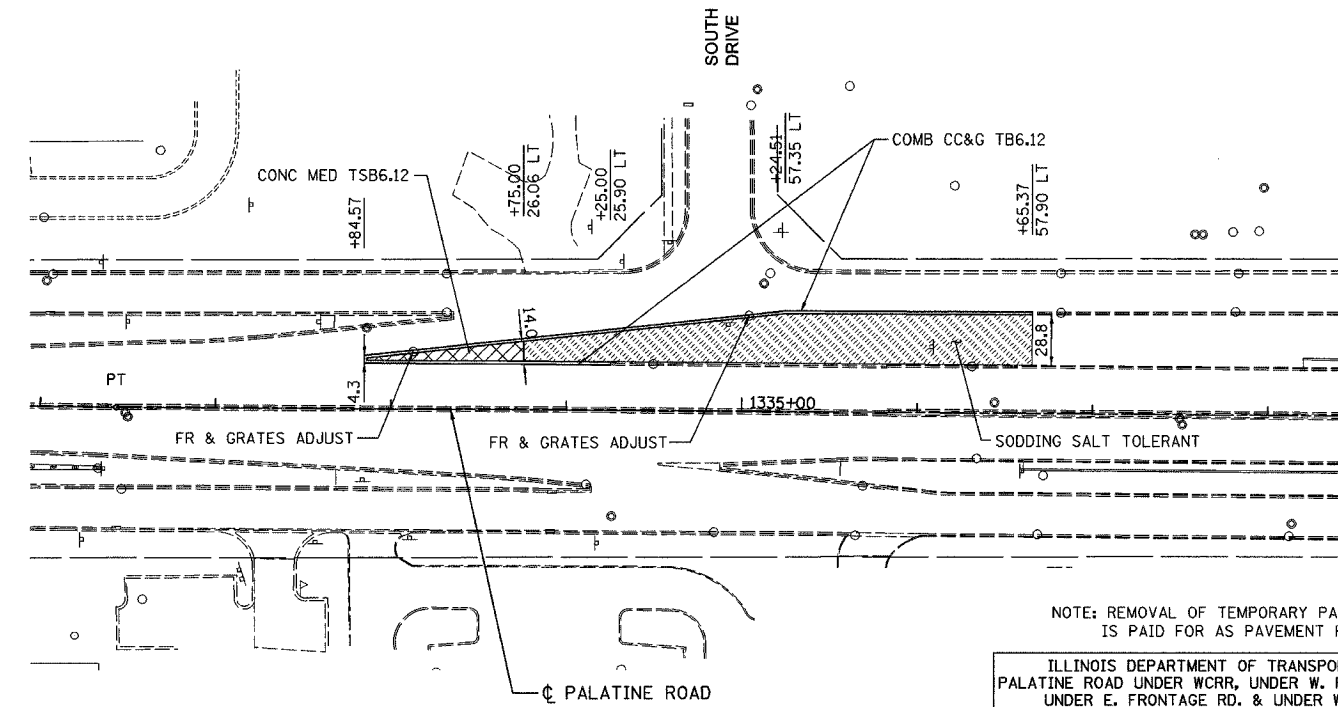 SOUTH
DRIVE
COMB CC&G TB6.12
CONC MED TSB6.12
+84.57
+75.00
26.06 LT
+25.00
25.90 LT
+24.51
57.35 LT
+65.37
57.90 LT
14.0
28.8
4.3
PT
1335+00
FR & GRATES ADJUST
FR & GRATES ADJUST
SODDING SALT TOLERANT
NOTE: REMOVAL OF TEMPORARY PA
IS PAID FOR AS PAVEMENT
℄ PALATINE ROAD
ILLINOIS DEPARTMENT OF TRANSPO
PALATINE ROAD UNDER WCRR, UNDER W.
UNDER E. FRONTAGE RD. & UNDER W